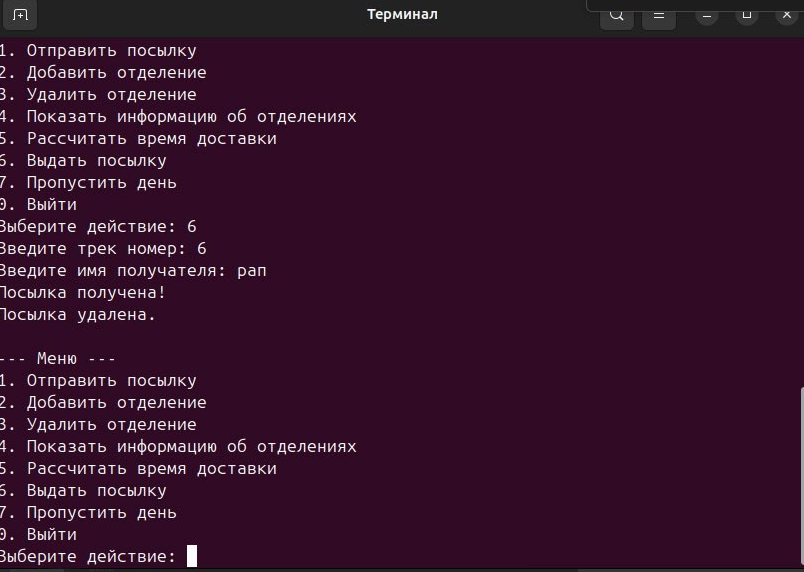 Терминал
1. Отправить посылку
2. Добавить отделение
3. Удалить отделение
4. Показать информацию об отделениях
5. Рассчитать время доставки
6. Выдать посылку
7. Пропустить день
0. Выйти
Выберите действие: 6
Введите трек номер: 6
Введите имя получателя: рап
Посылка получена!
Посылка удалена.
--- Меню ---
1. Отправить посылку
2. Добавить отделение
3. Удалить отделение
4. Показать информацию об отделениях
5. Рассчитать время доставки
6. Выдать посылку
7. Пропустить день
0. Выйти
Выберите действие: